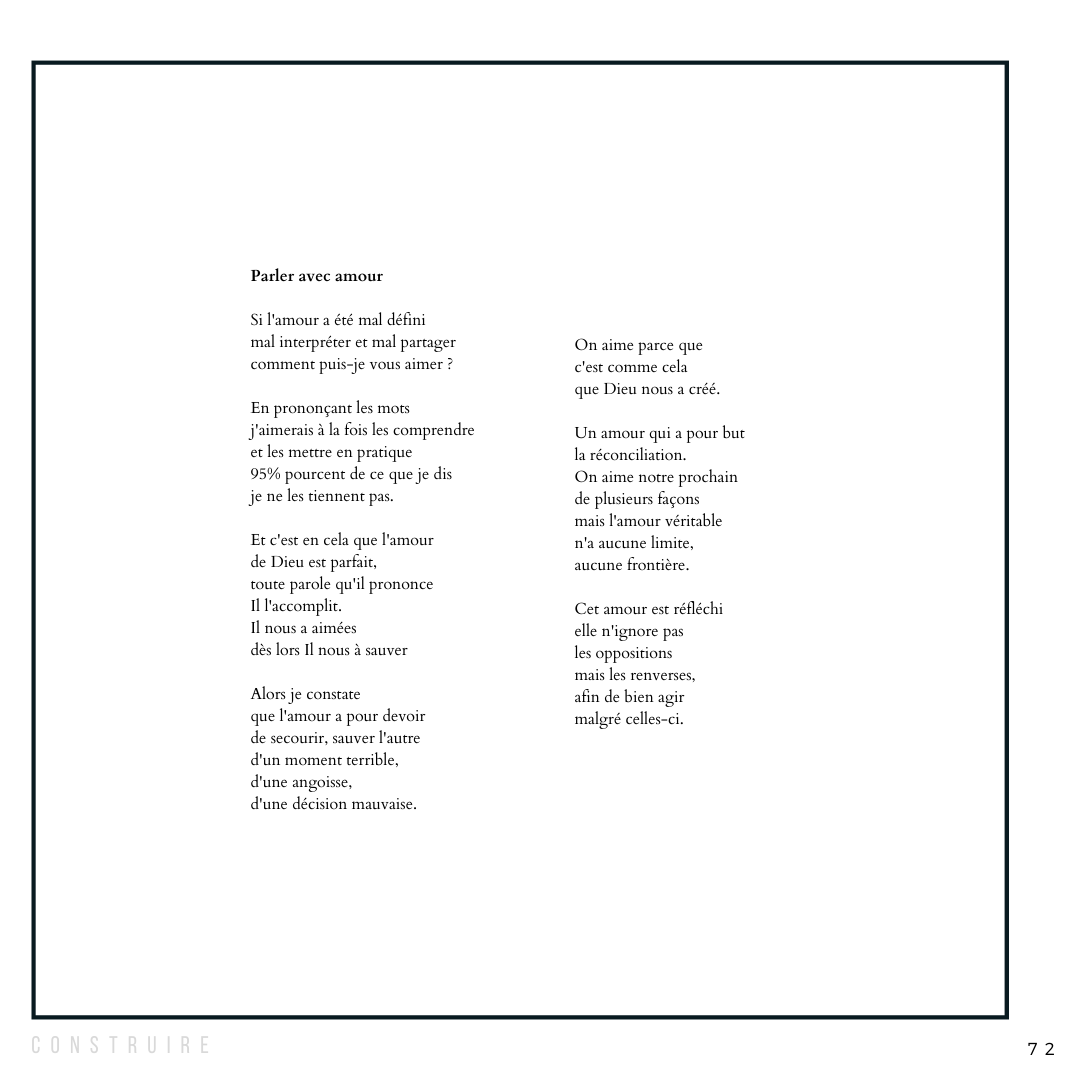 Parler avec amour
Si l'amour a été mal défini
mal interpréter et mal partager
comment puis-je vous aimer ?
En prononçant les mots
j'aimerais à la fois les comprendre
et les mettre en pratique
95% pourcent de ce que je dis
je ne les tiennent pas.
Et c'est en cela que l'amour
de Dieu est parfait,
toute parole qu'il prononce
Il l'accomplit.
Il nous a aimées
dès lors Il nous à sauver
Alors je constate
que l'amour a pour devoir
de secourir, sauver l'autre
d'un moment terrible,
d'une angoisse,
d'une décision mauvaise.
On aime parce que
c'est comme cela
que Dieu nous a créé.
Un amour qui a pour but
la réconciliation.
On aime notre prochain
de plusieurs façons
mais l'amour véritable
n'a aucune limite,
aucune frontière.
Cet amour est réfléchi
elle n'ignore pas
les oppositions
mais les renverses,
afin de bien agir
malgré celles-ci.
CONSTRUIRE
72